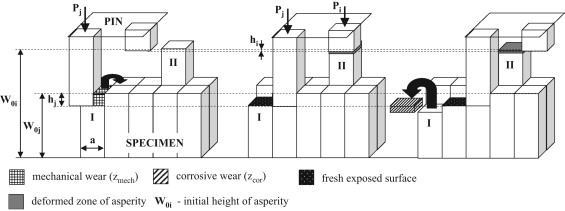 Pj
PIN
hi
II
W0i
hj
W0j
I
a
SPECIMEN
Pj
Pi
hi
II
I
II
I
mechanical wear (zmech)
corrosive wear (zcor)
fresh exposed surface
deformed zone of asperity
W0i - initial height of asperity